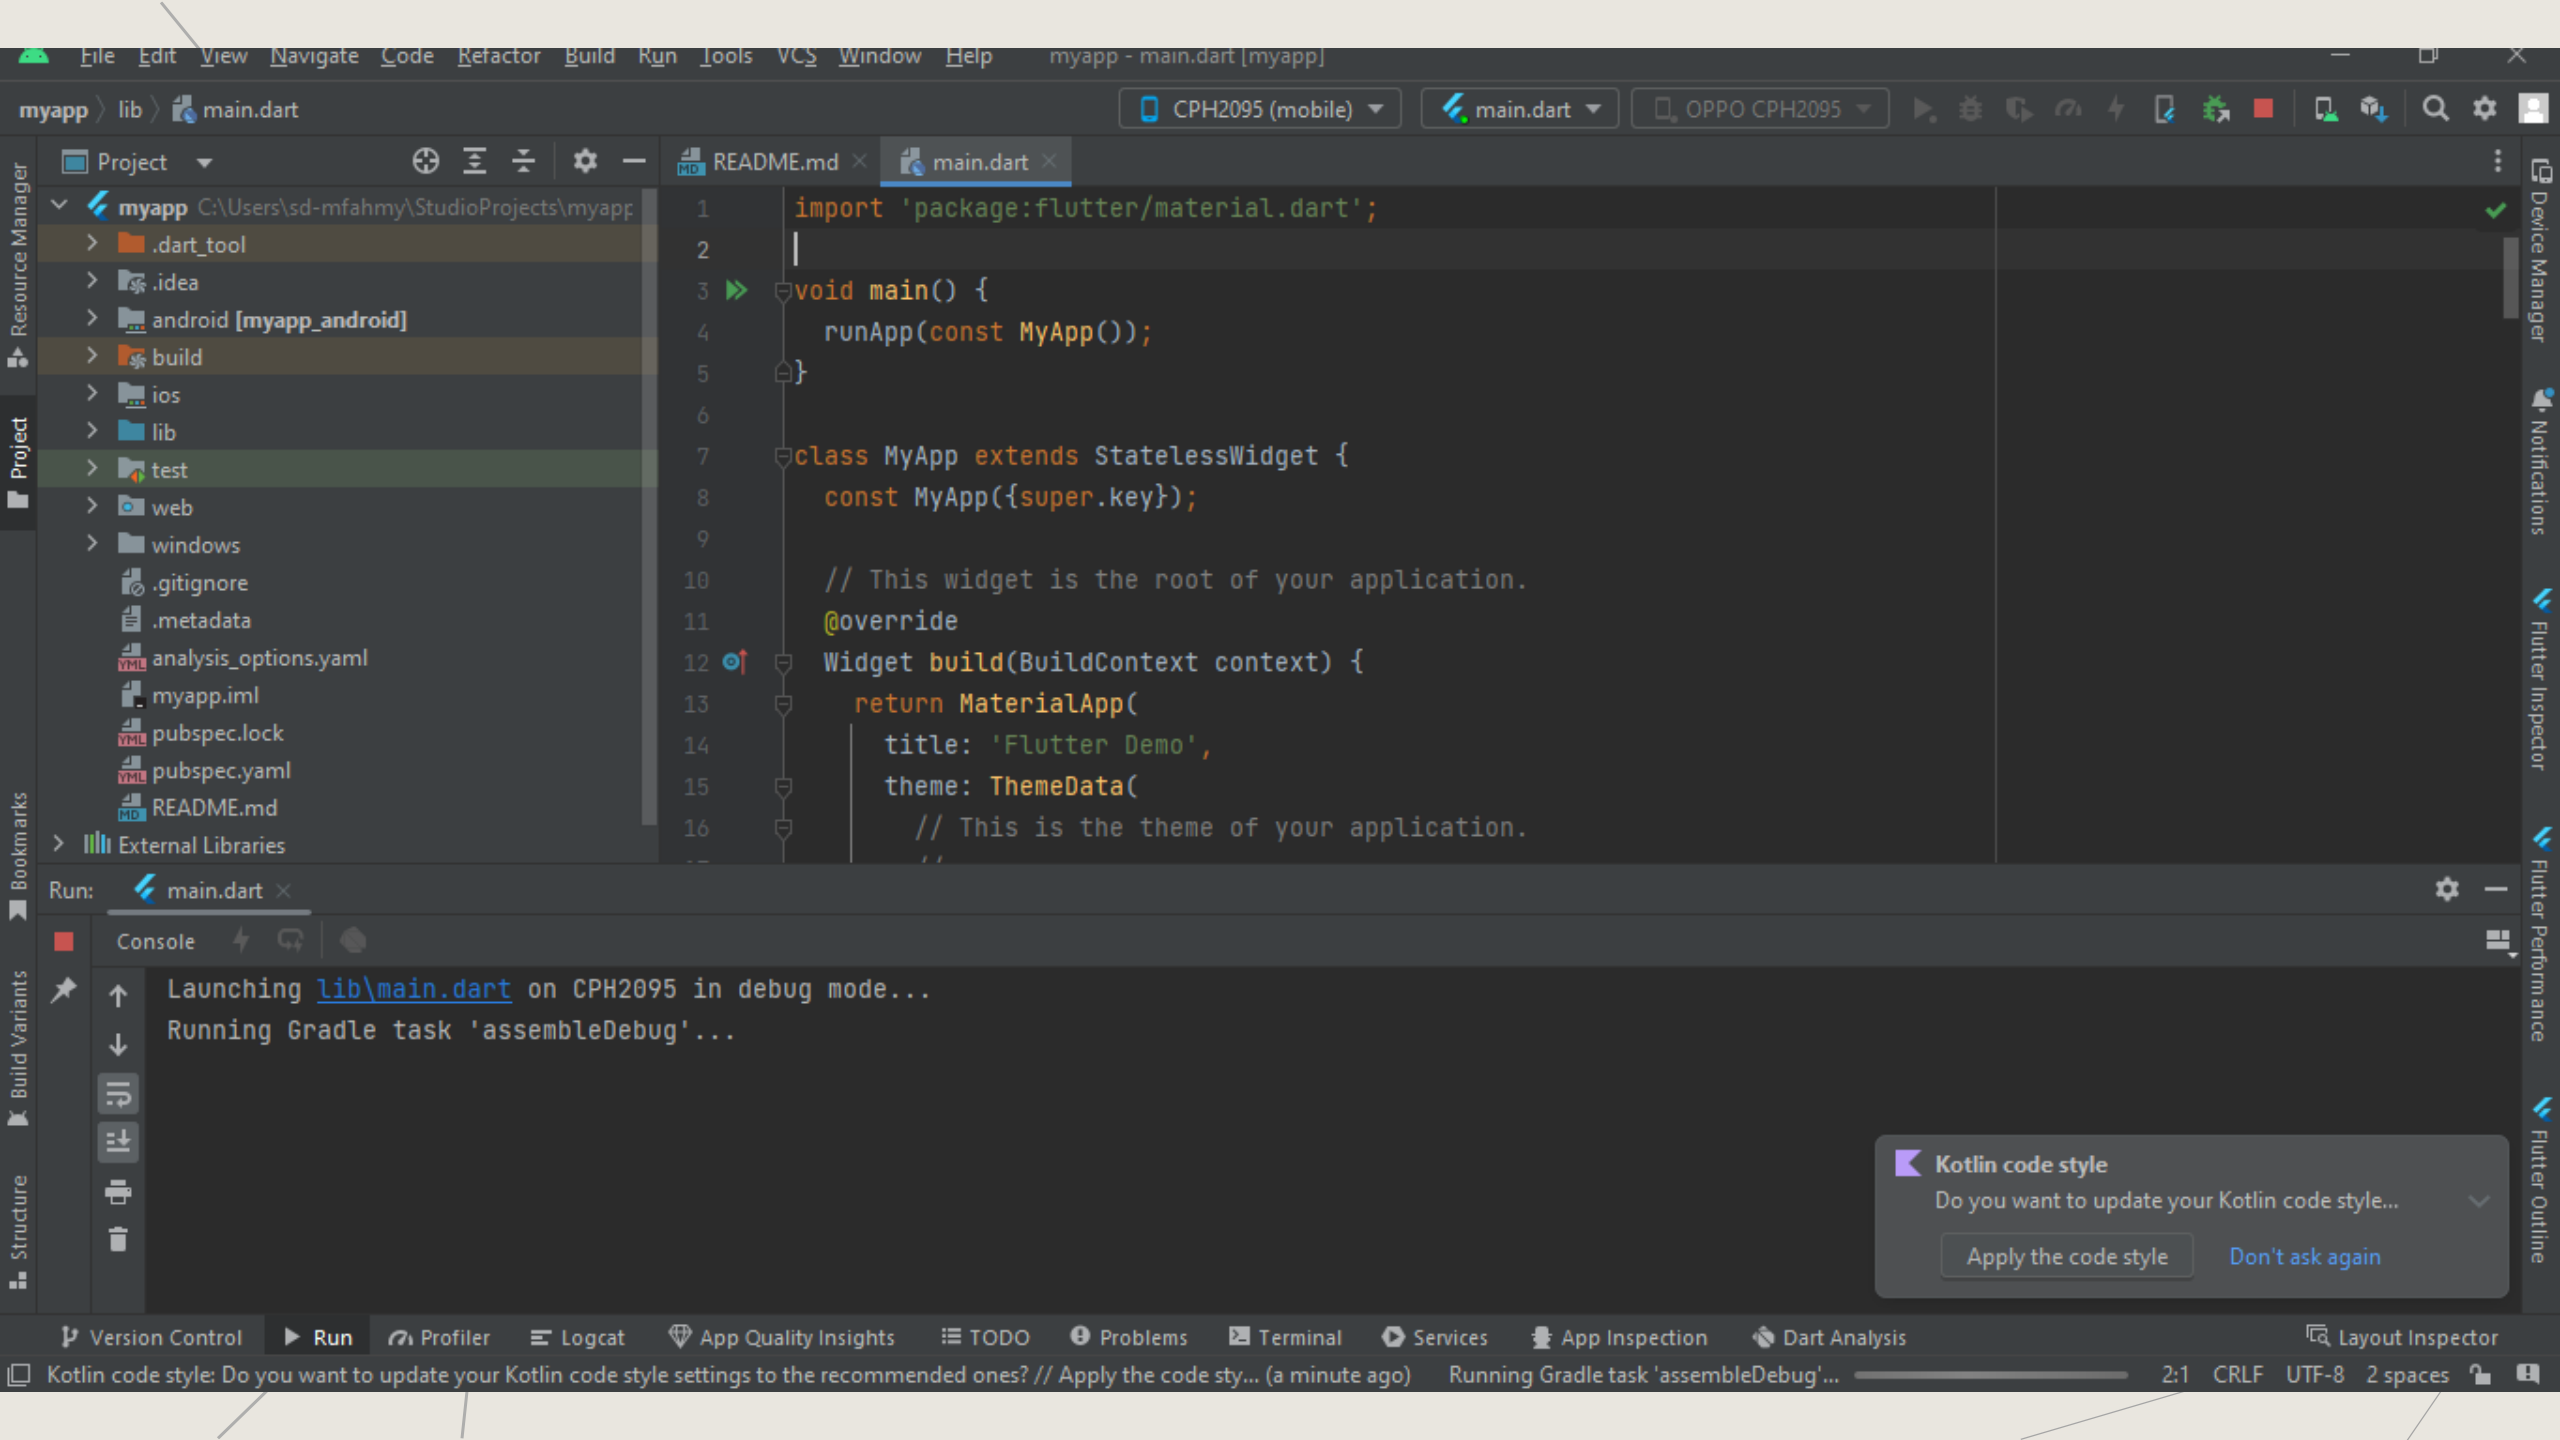 File Edit View Navigate Code Refactor Build Run Tools VCS Window Help myapp - main.dart [myapp]
myapp lib main.dart CPH2095 (mobile) main.dart OPPO CPH2095
Project
README.md main.dart
Resource Manager
Project
Bookmarks
Build Variants
Structure
myapp C:\Users\sd-mfahmy\StudioProjects\myapp
.dart_tool
.idea
android [myapp_android]
build
ios
lib
test
web
windows
.gitignore
.metadata
analysis_options.yaml
myapp.iml
pubspec.lock
pubspec.yaml
README.md
External Libraries
1 import 'package:flutter/material.dart';
2
3 void main() {
4 runApp(const MyApp());
5 }
6
7 class MyApp extends StatelessWidget {
8 const MyApp({super.key});
9
10 // This widget is the root of your application.
11 @override
12 Widget build(BuildContext context) {
13 return MaterialApp(
14 title: 'Flutter Demo',
15 theme: ThemeData(
16 // This is the theme of your application.
//
Device Manager
Notifications
Flutter Inspector
Flutter Performance
Flutter Outline
Run: main.dart
Console
Launching lib\main.dart on CPH2095 in debug mode...
Running Gradle task 'assembleDebug'...
Kotlin code style
Do you want to update your Kotlin code style...
Apply the code style Don't ask again
Version Control Run Profiler Logcat App Quality Insights TODO Problems Terminal Services App Inspection Dart Analysis Layout Inspector
Kotlin code style: Do you want to update your Kotlin code style settings to the recommended ones? // Apply the code sty... (a minute ago) Running Gradle task 'assembleDebug'... 2:1 CRLF UTF-8 2 spaces